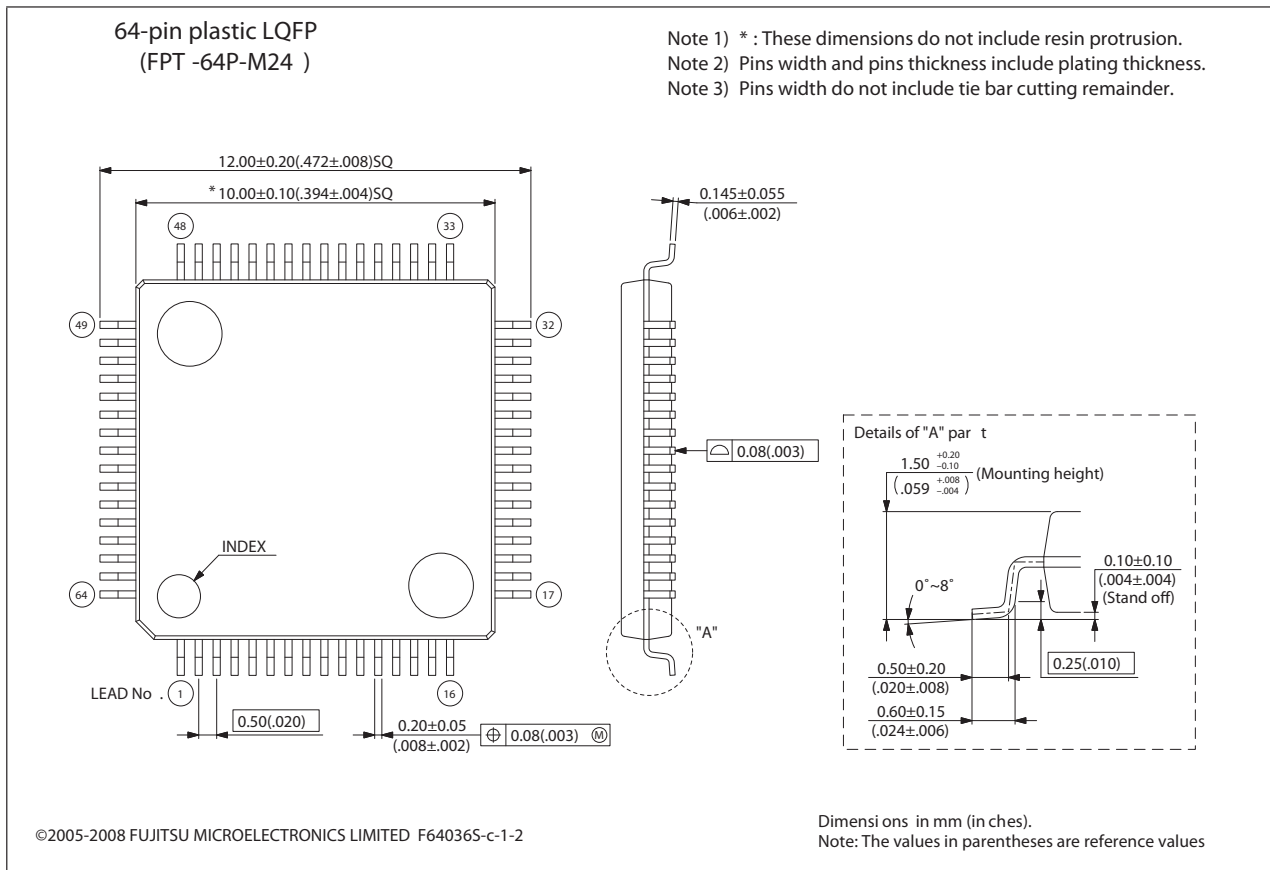 64-pin plastic LQFP
(FPT -64P-M24 )
Note 1) * : These dimensions do not include resin protrusion.
Note 2) Pins width and pins thickness include plating thickness.
Note 3) Pins width do not include tie bar cutting remainder.
12.00±0.20(.472±.008)SQ
* 10.00±0.10(.394±.004)SQ
0.145±0.055
(.006±.002)
48
33
49
32
0.08(.003)
INDEX
64
17
"A"
LEAD No .
1
16
0.50(.020)
0.20±0.05
(.008±.002)
⌖ 0.08(.003) Ⓜ
Details of "A" par t
1.50 +0.20 −0.10
(.059 +.008 −.004)
(Mounting height)
0˚~8˚
0.10±0.10
(.004±.004)
(Stand off)
0.25(.010)
0.50±0.20
(.020±.008)
0.60±0.15
(.024±.006)
©2005-2008 FUJITSU MICROELECTRONICS LIMITED F64036S-c-1-2
Dimensi ons in mm (in ches).
Note: The values in parentheses are reference values